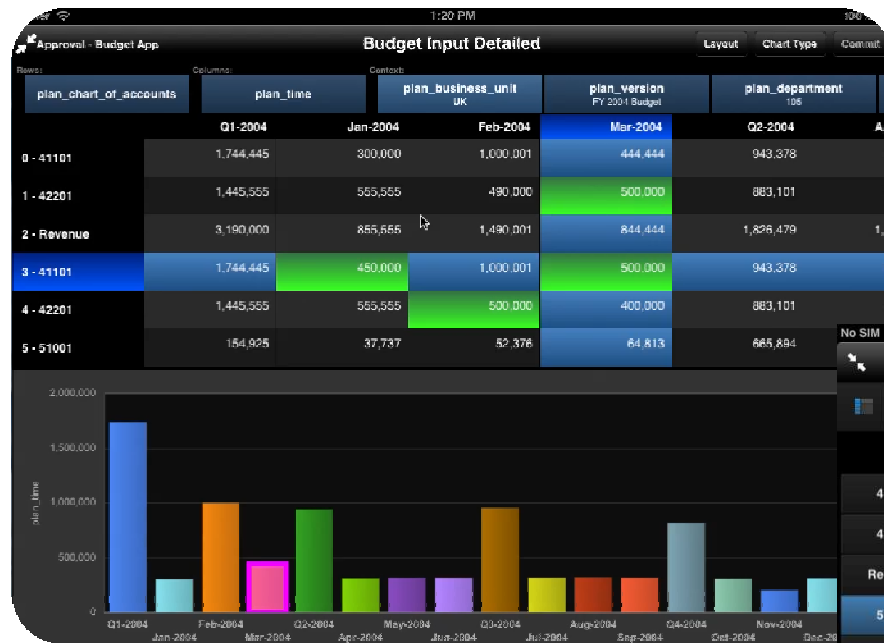 1:20 PM
100%
Approval - Budget App
Budget Input Detailed
Layout
Chart Type
Commit
Rows:
Columns:
Context:
plan_chart_of_accounts
plan_time
plan_business_unit
UK
plan_version
FY 2004 Budget
plan_department
105
Q1-2004 Jan-2004 Feb-2004 Mar-2004 Q2-2004
0 - 41101 1,744,445 300,000 1,000,001 444,444 943,378
1 - 42201 1,445,555 555,555 490,000 500,000 883,101
2 - Revenue 3,190,000 855,555 1,490,001 844,444 1,826,479
3 - 41101 1,744,445 450,000 1,000,001 500,000 943,378
4 - 42201 1,445,555 555,555 500,000 400,000 883,101
5 - 51001 154,925 37,737 52,376 64,813 665,894
No SIM
2,000,000
1,500,000
1,000,000
500,000
0
plan_time
Q1-2004 Feb-2004 Q2-2004 May-2004 Q3-2004 Aug-2004 Q4-2004 Nov-2004
Jan-2004 Mar-2004 Apr-2004 Jun-2004 Jul-2004 Sep-2004 Oct-2004
4
4
Re
5